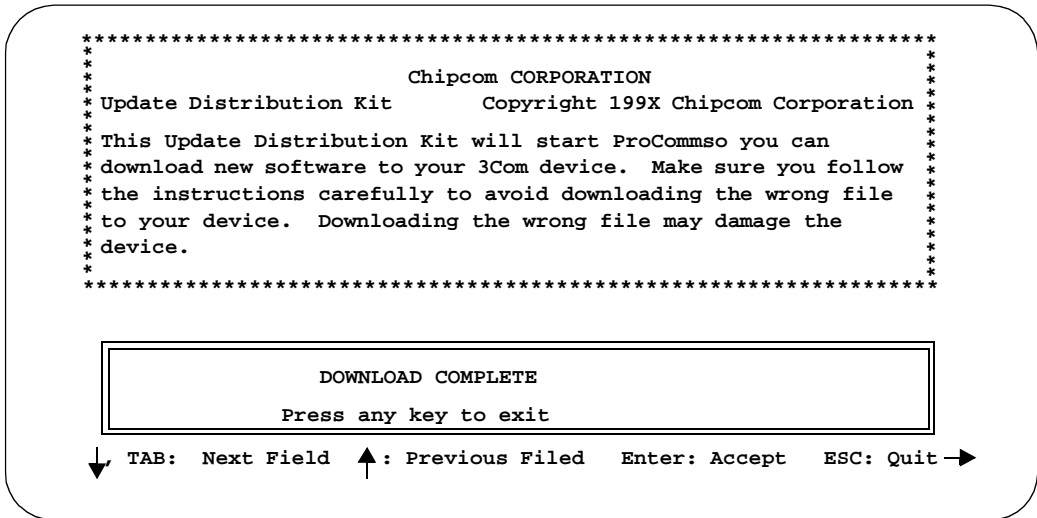 ********************************************************************
Chipcom CORPORATION
Update Distribution Kit Copyright 199X Chipcom Corporation
This Update Distribution Kit will start ProCommso you can
download new software to your 3Com device. Make sure you follow
the instructions carefully to avoid downloading the wrong file
to your device. Downloading the wrong file may damage the
device.
********************************************************************
DOWNLOAD COMPLETE
Press any key to exit
↓, TAB: Next Field ↑: Previous Filed Enter: Accept ESC: Quit→